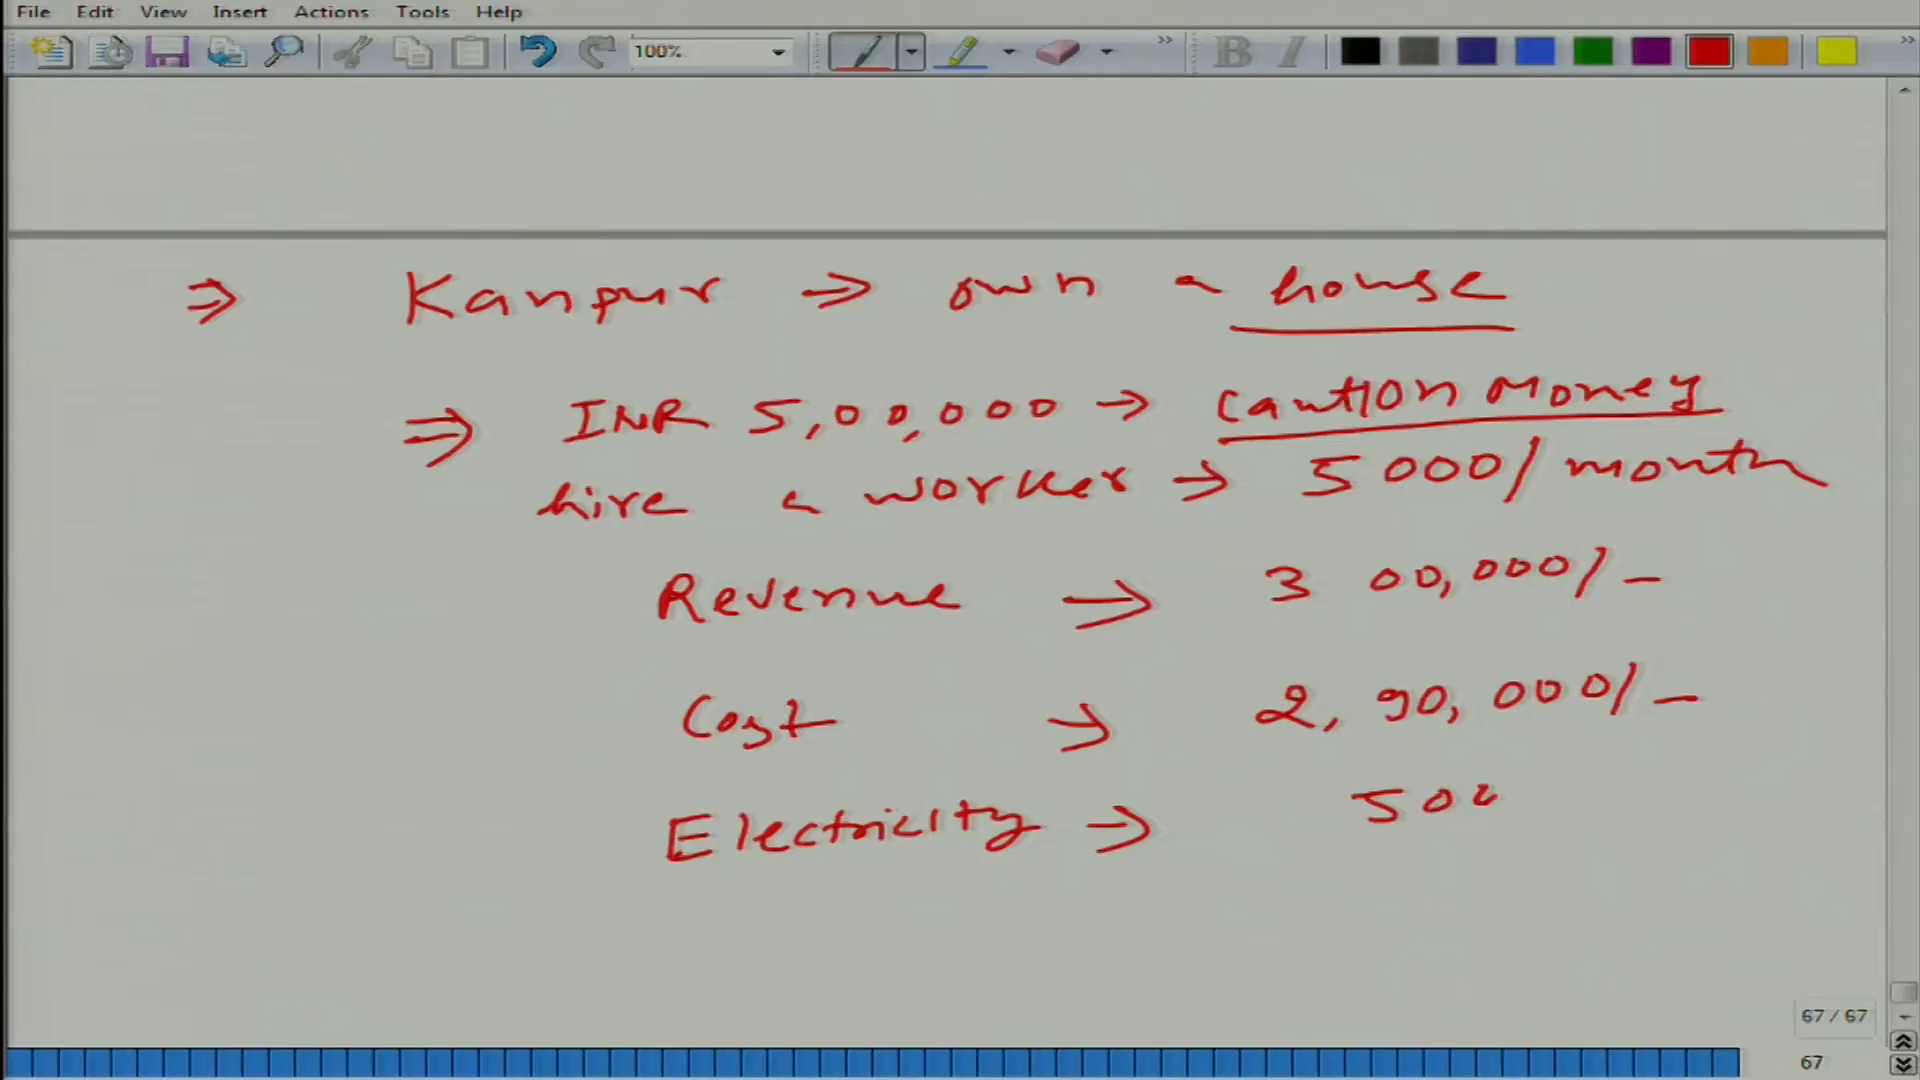 File Edit View Insert Actions Tools Help
100%
B I
⇒ Kanpur ⇒ own a house
⇒ INR 5,00,000 → caution money
hire a worker → 5000/month
Revenue → 3 00,000/-
Cost → 2,90,000/-
Electricity → 500
67 / 67
67